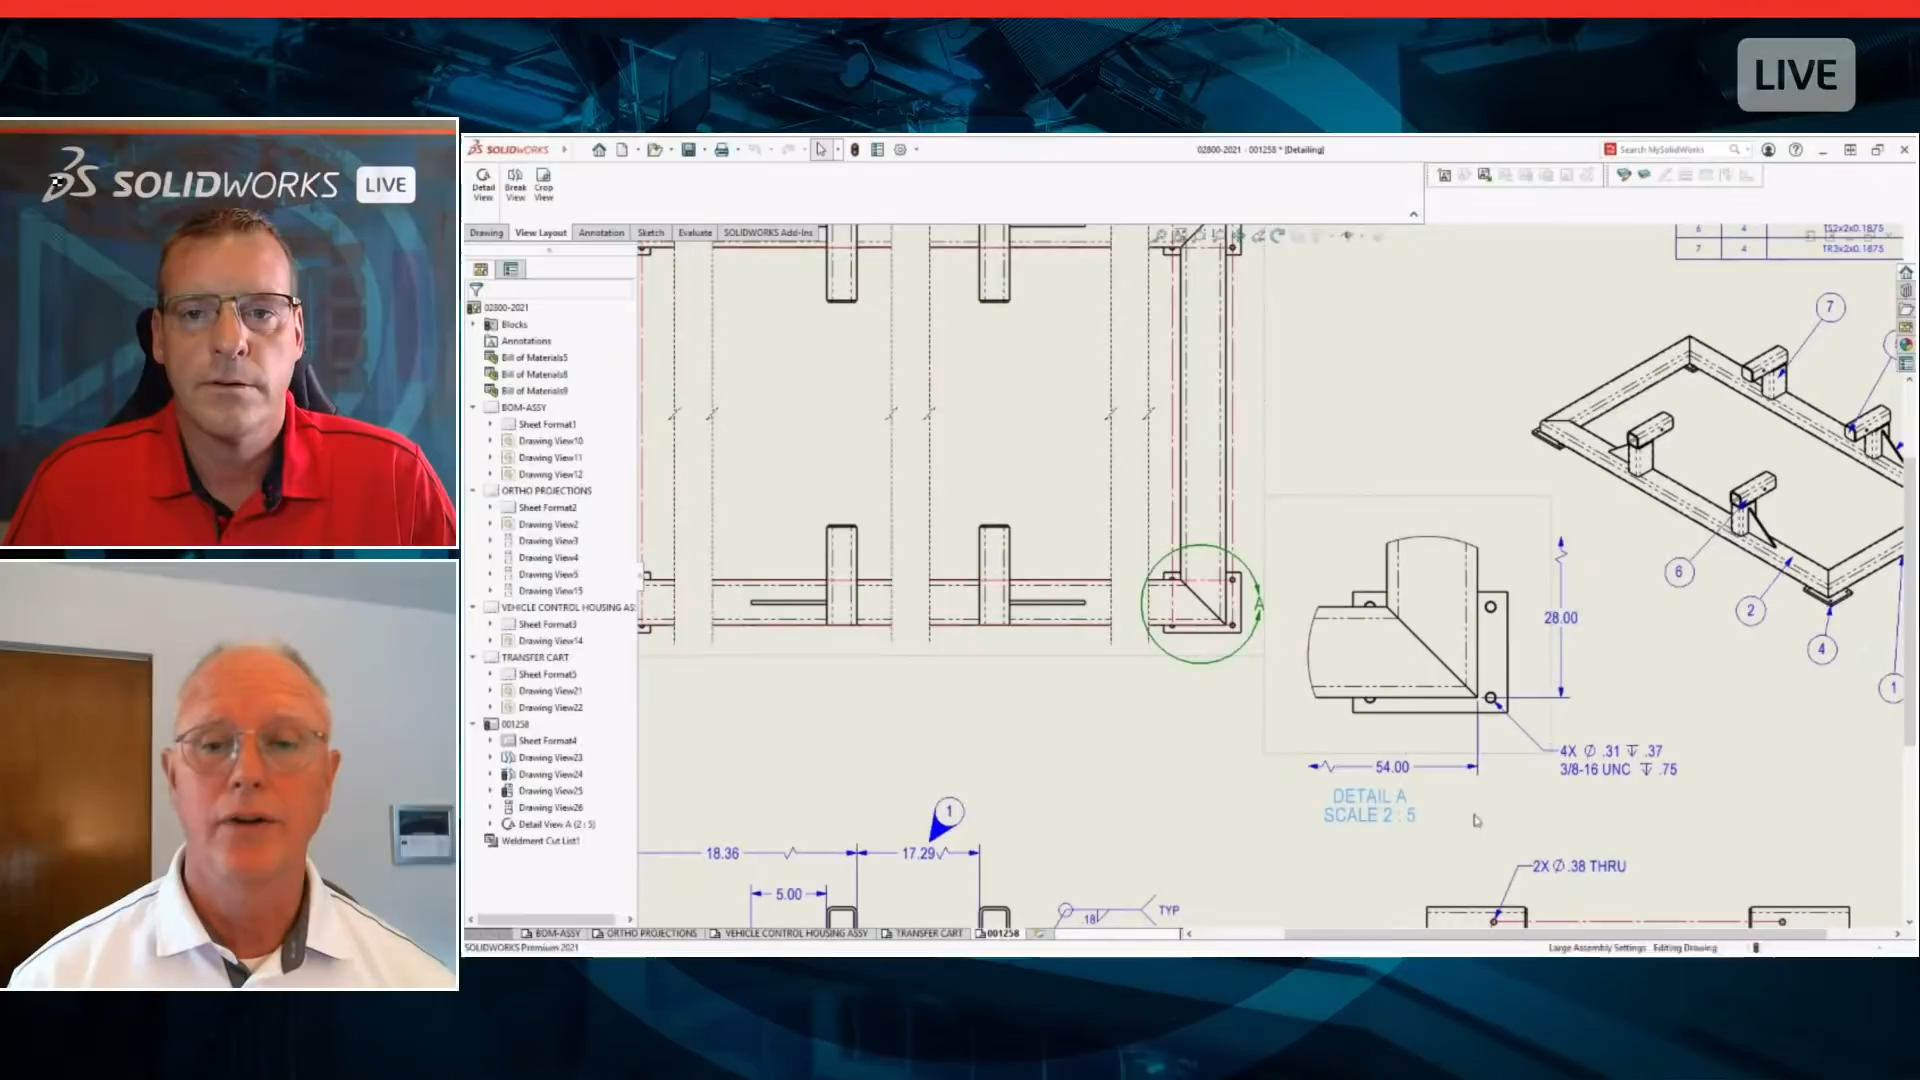 LIVE
SOLIDWORKS LIVE
SOLIDWORKS
02800-2021 - 001258 * [Detailing]
Search MySolidWorks
Detail View
Break View
Crop View
Drawing
View Layout
Annotation
Sketch
Evaluate
SOLIDWORKS Add-Ins
02800-2021
Blocks
Annotations
Bill of Materials5
Bill of Materials8
Bill of Materials9
BOM-ASSY
Sheet Format1
Drawing View10
Drawing View11
Drawing View12
ORTHO PROJECTIONS
Sheet Format2
Drawing View2
Drawing View3
Drawing View4
Drawing View5
Drawing View15
VEHICLE CONTROL HOUSING AS
Sheet Format3
Drawing View14
TRANSFER CART
Sheet Format5
Drawing View21
Drawing View22
001258
Sheet Format4
Drawing View23
Drawing View24
Drawing View25
Drawing View26
Detail View A (2 : 5)
Weldment Cut List1
6 4 TS2x2x0.1875
7 4 TR3x2x0.1875
7
6
2
4
1
A
28.00
54.00
4X Ø .31 ↧ .37
3/8-16 UNC ↧ .75
DETAIL A
SCALE 2 : 5
1
18.36
17.29
5.00
.18
TYP
2X Ø .38 THRU
BOM-ASSY
ORTHO PROJECTIONS
VEHICLE CONTROL HOUSING ASSY
TRANSFER CART
001258
SOLIDWORKS Premium 2021
Large Assembly Settings
Editing Drawing